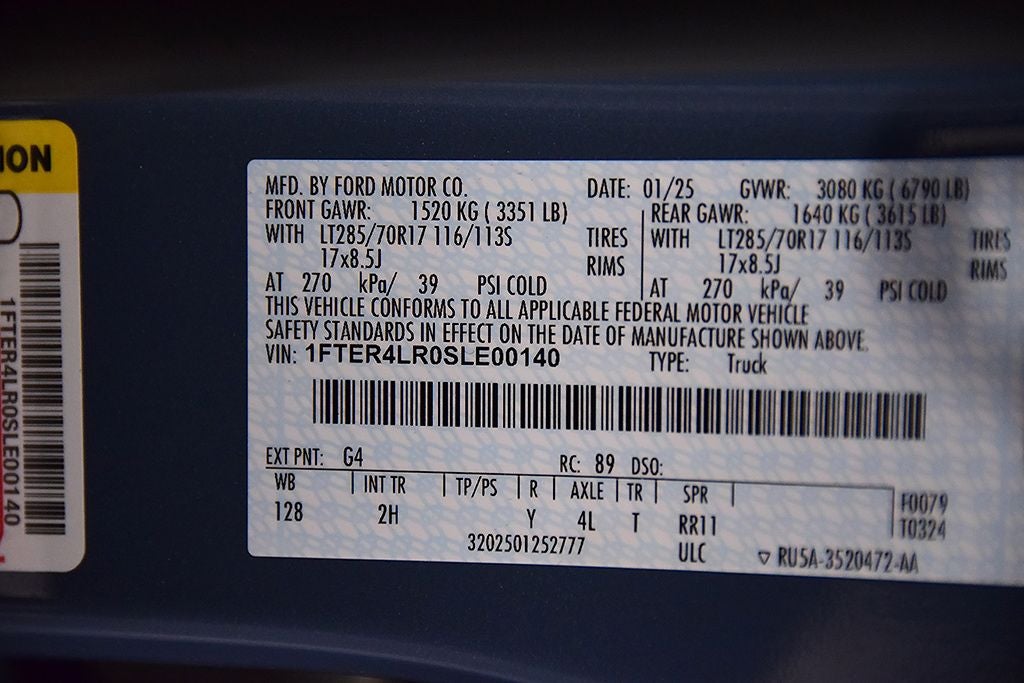 ION
1FTER4LR0SLE00140
MFD. BY FORD MOTOR CO. DATE: 01/25 GVWR: 3080 KG ( 6790 LB)
FRONT GAWR: 1520 KG ( 3351 LB) REAR GAWR: 1640 KG ( 3615 LB)
WITH LT285/70R17 116/113S TIRES WITH LT285/70R17 116/113S TIRES
17x8.5J RIMS 17x8.5J RIMS
AT 270 kPa/ 39 PSI COLD AT 270 kPa/ 39 PSI COLD
THIS VEHICLE CONFORMS TO ALL APPLICABLE FEDERAL MOTOR VEHICLE
SAFETY STANDARDS IN EFFECT ON THE DATE OF MANUFACTURE SHOWN ABOVE.
VIN: 1FTER4LR0SLE00140 TYPE: Truck
EXT PNT: G4 RC: 89 DSO:
WB INT TR TP/PS R AXLE TR SPR F0079
128 2H Y 4L T RR11 T0324
3202501252777 ULC ▽ RU5A-3520472-AA